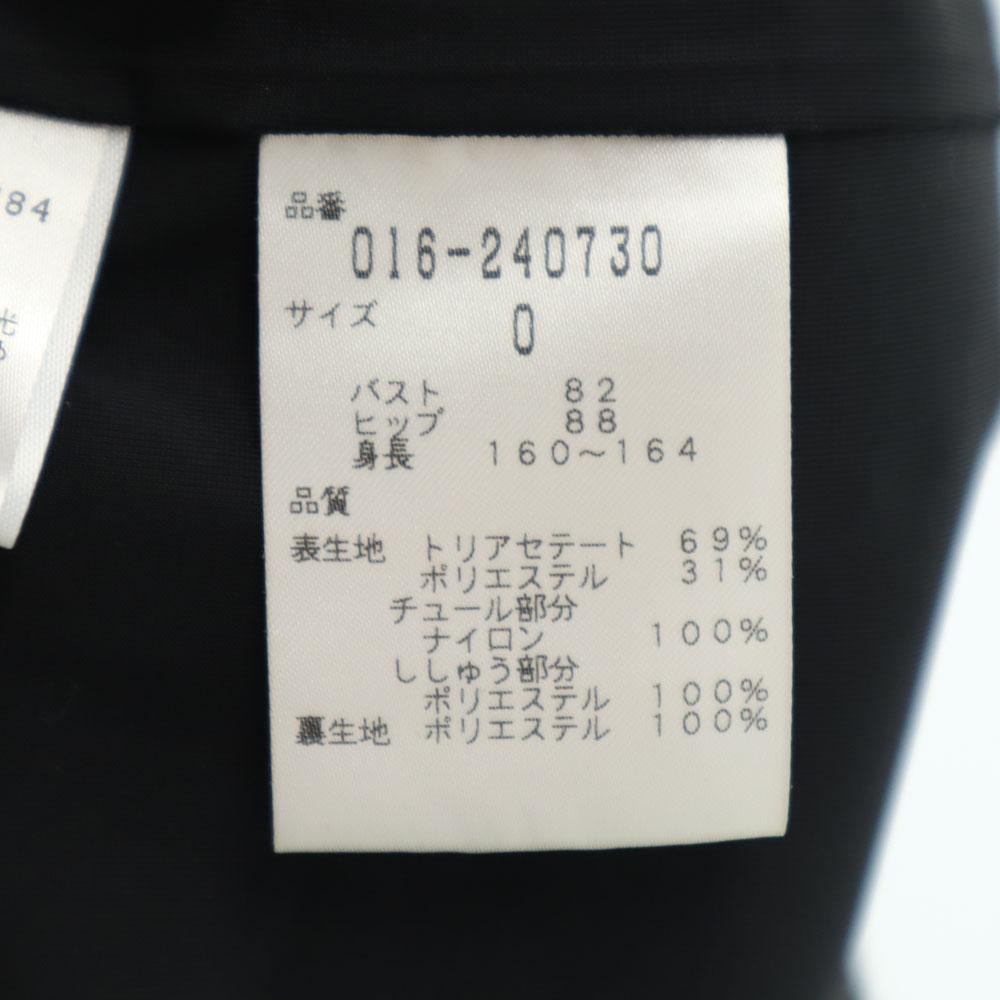 84
光
品番
016-240730
サイズ 0
バスト 82
ヒップ 88
身長 160～164
品質
表生地 トリアセテート 69%
ポリエステル 31%
チュール部分
ナイロン 100%
ししゅう部分
ポリエステル 100%
裏生地 ポリエステル 100%